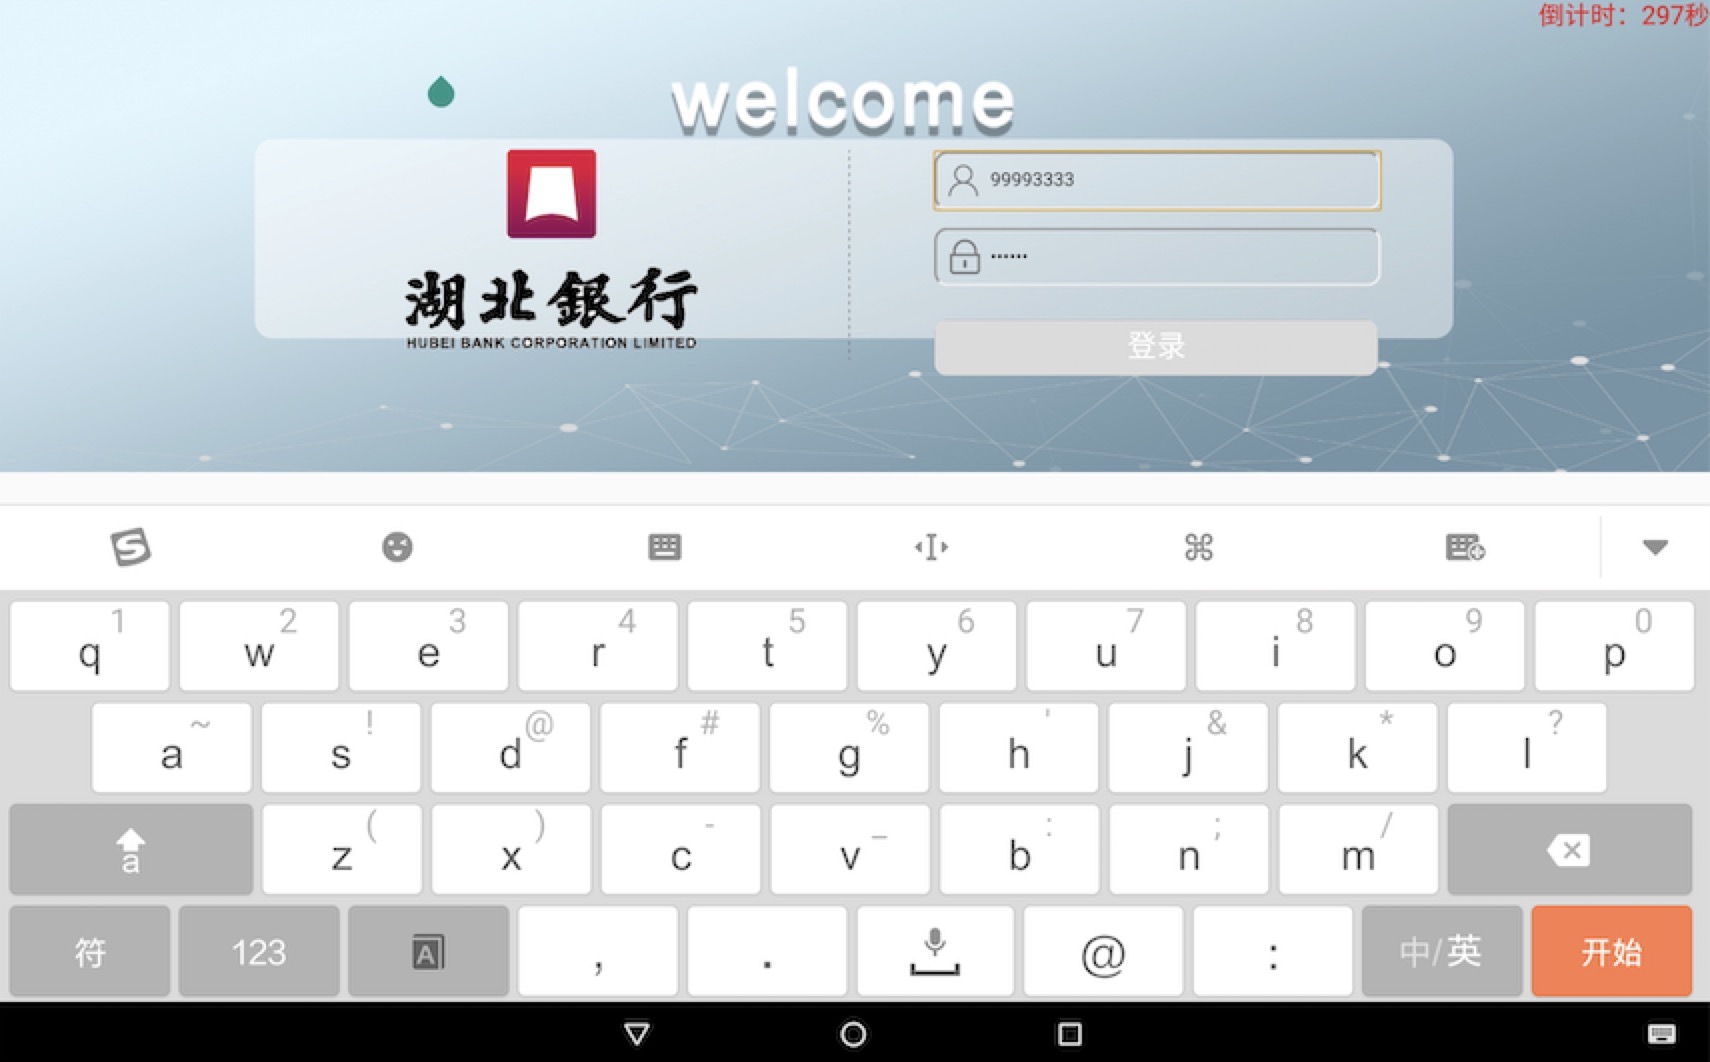 倒计时：297秒
welcome
湖北銀行
HUBEI BANK CORPORATION LIMITED
99993333
······
登录
1 2 3 4 5 6 7 8 9 0
q w e r t y u i o p
~ ! @ # % ' & * ?
a s d f g h j k l
( ) - _ : ; /
a z x c v b n m
符 123 A , . @ : 中/英 开始